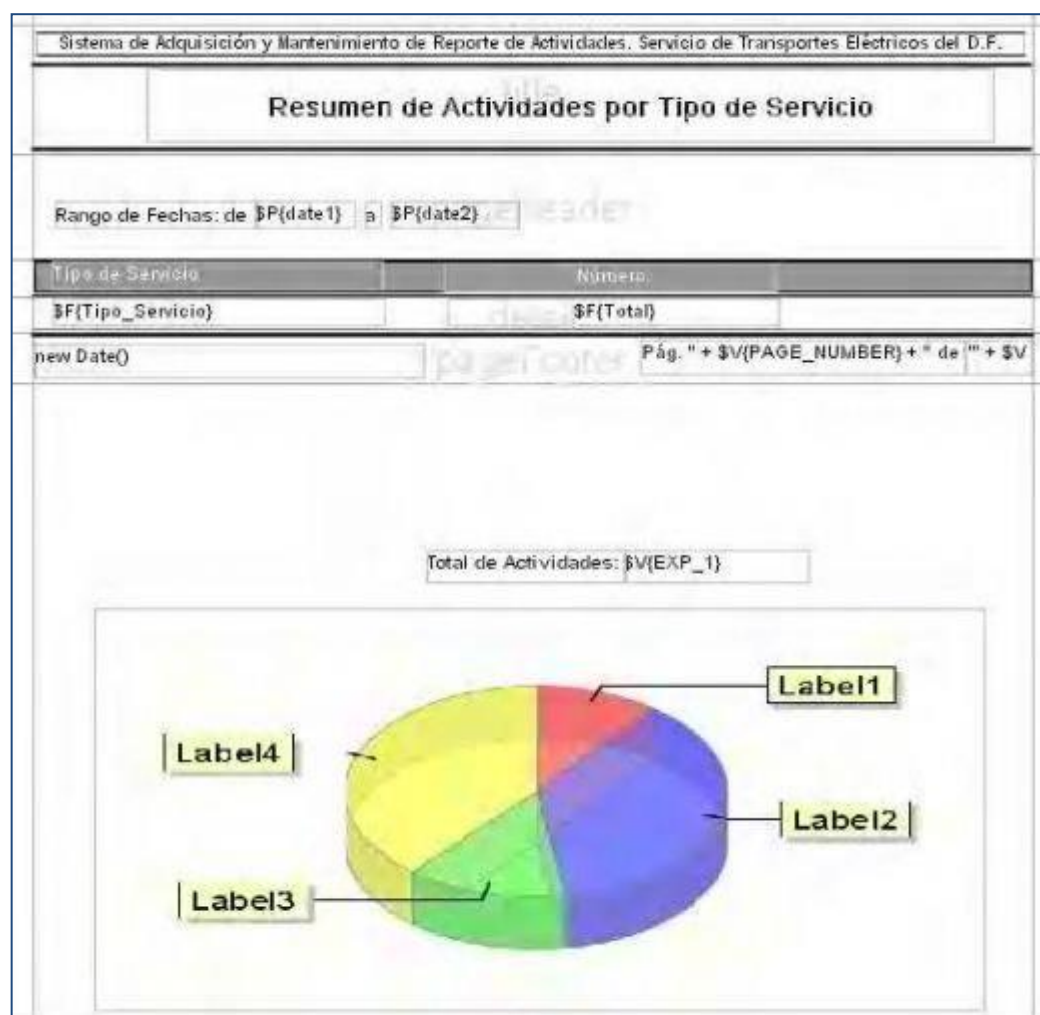 Sistema de Adquisición y Mantenimiento de Reporte de Actividades. Servicio de Transportes Eléctricos del D.F.
title
Resumen de Actividades por Tipo de Servicio
Rango de Fechas: de $P{date1} a $P{date2}
Tipo de Servicio Número
$F{Tipo_Servicio} $F{Total}
new Date() pageFooter Pág. " + $V{PAGE_NUMBER} + " de "" + $V
Total de Actividades: $V{EXP_1}
Label1
Label4
Label2
Label3